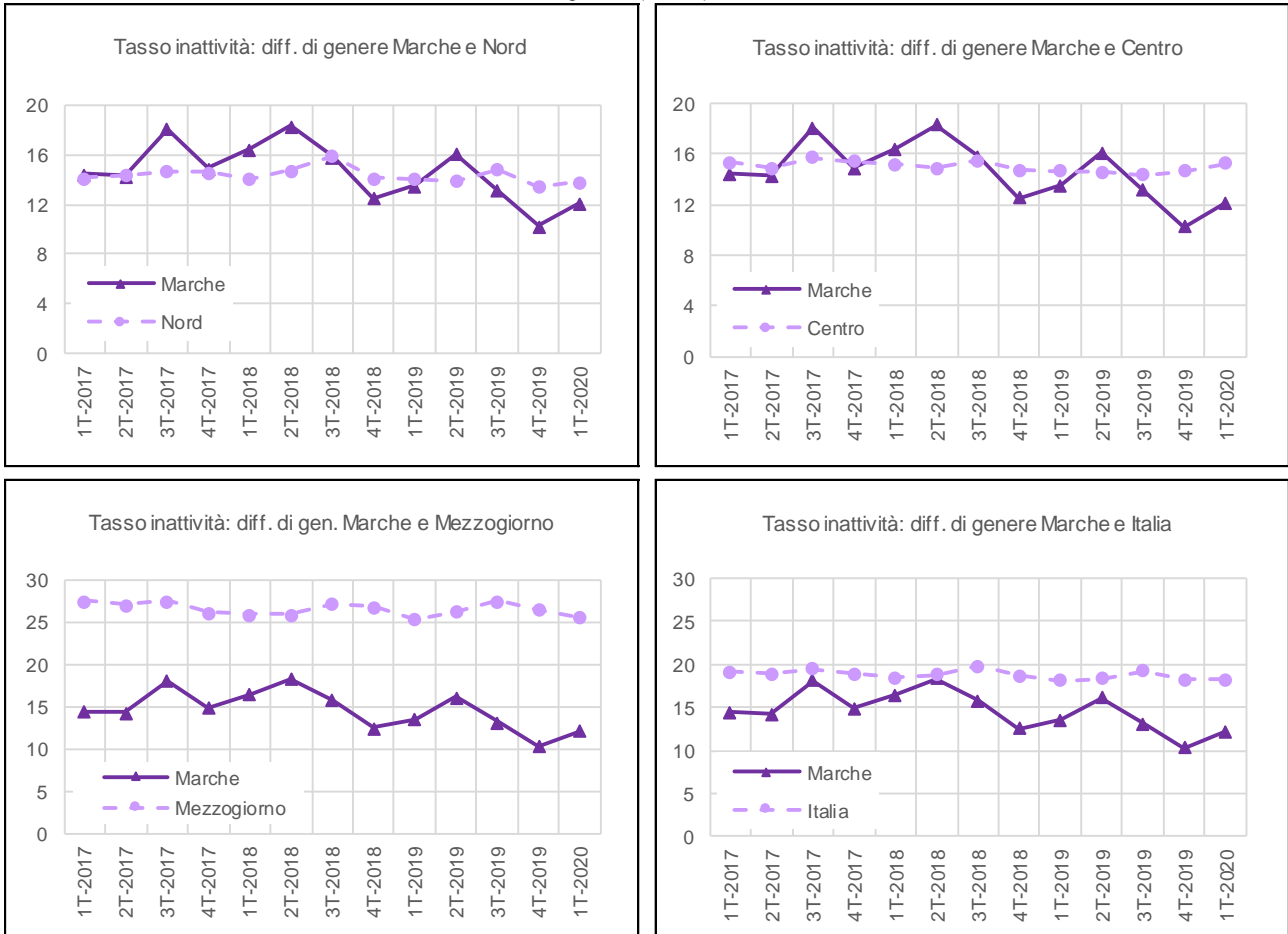 Tasso inattività: diff. di genere Marche e Nord
20
16
12
8
4
0
Marche
Nord
1T-2017
2T-2017
3T-2017
4T-2017
1T-2018
2T-2018
3T-2018
4T-2018
1T-2019
2T-2019
3T-2019
4T-2019
1T-2020
Tasso inattività: diff. di genere Marche e Centro
20
16
12
8
4
0
Marche
Centro
1T-2017
2T-2017
3T-2017
4T-2017
1T-2018
2T-2018
3T-2018
4T-2018
1T-2019
2T-2019
3T-2019
4T-2019
1T-2020
Tasso inattività: diff. di gen. Marche e Mezzogiorno
30
25
20
15
10
5
0
Marche
Mezzogiorno
1T-2017
2T-2017
3T-2017
4T-2017
1T-2018
2T-2018
3T-2018
4T-2018
1T-2019
2T-2019
3T-2019
4T-2019
1T-2020
Tasso inattività: diff. di genere Marche e Italia
30
25
20
15
10
5
0
Marche
Italia
1T-2017
2T-2017
3T-2017
4T-2017
1T-2018
2T-2018
3T-2018
4T-2018
1T-2019
2T-2019
3T-2019
4T-2019
1T-2020